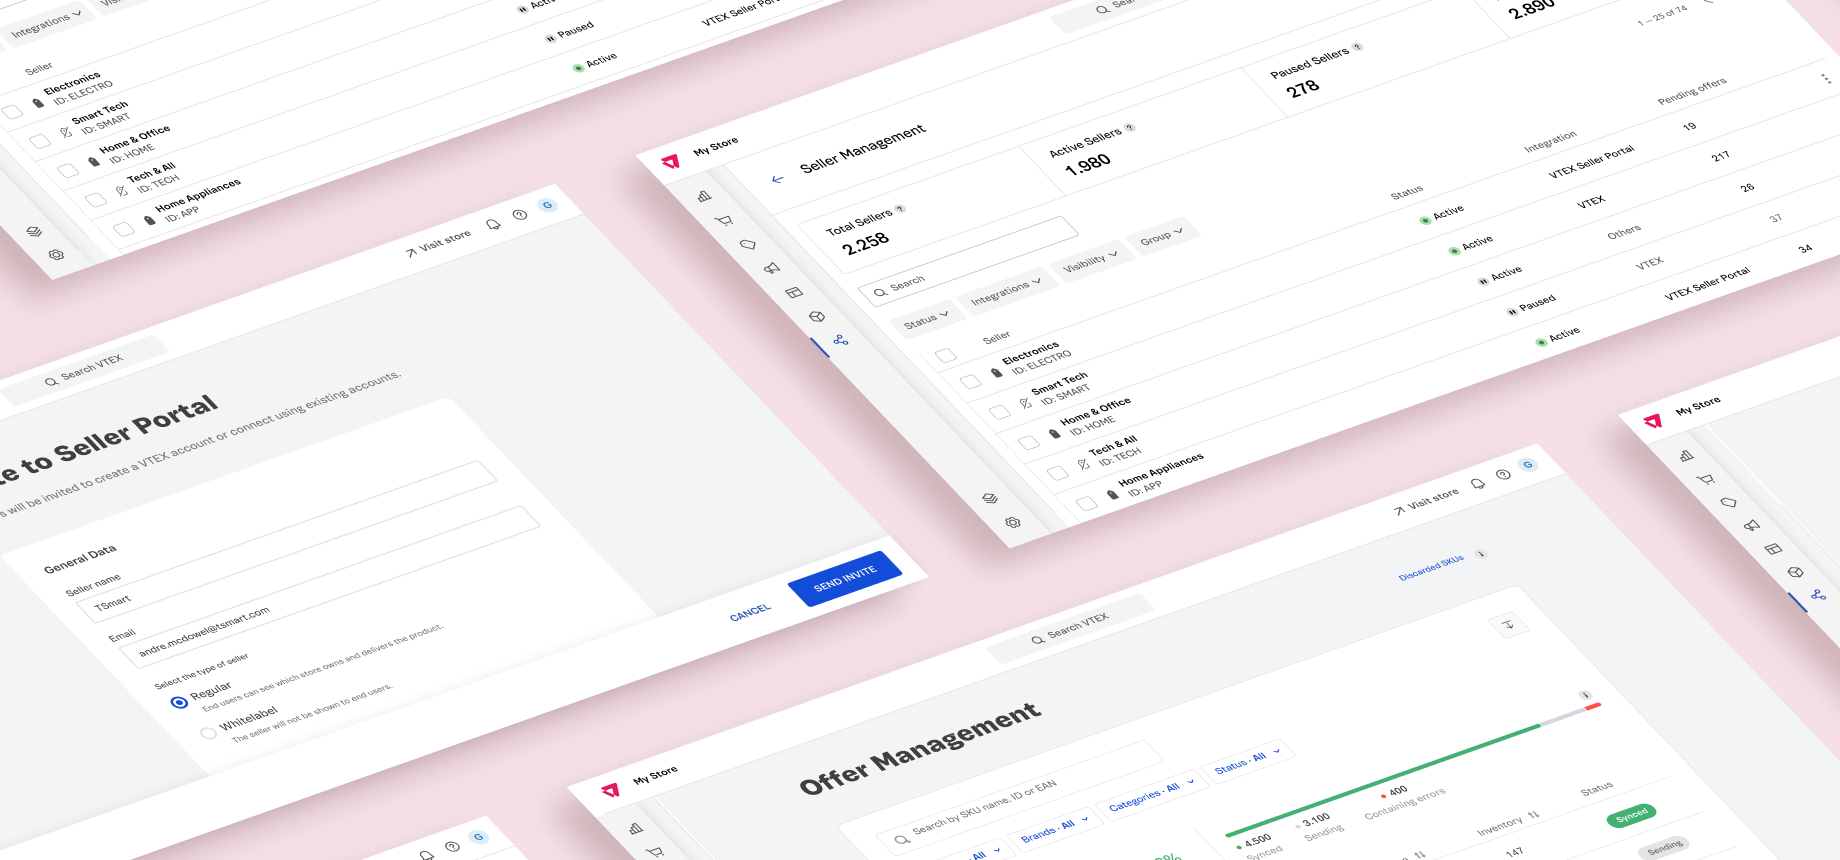 Integrations
Seller
Electronics
ID: ELECTRO
Smart Tech
ID: SMART
Home & Office
ID: HOME
Tech & All
ID: TECH
Home Appliances
ID: APP
Paused
Active
Visit store
G
Search VTEX
to Seller Portal
will be invited to create a VTEX account or connect using existing accounts.
General Data
Seller name
TSmart
Email
andre.mcdowel@tsmart.com
Select the type of seller
Regular
End users can see which store owns and delivers the product.
Whitelabel
The seller will not be shown to end users.
CANCEL
SEND INVITE
G
My Store
Seller Management
Total Sellers ?
2.258
Active Sellers ?
1.980
Paused Sellers ?
278
2.890
1 – 25 of 74
Search
Status
Integrations
Visibility
Group
Seller
Status
Integration
Pending offers
Electronics
ID: ELECTRO
Active
VTEX Seller Portal
19
Smart Tech
ID: SMART
Active
VTEX
217
Home & Office
ID: HOME
Active
Others
26
Tech & All
ID: TECH
Paused
VTEX
37
Home Appliances
ID: APP
Active
VTEX Seller Portal
34
My Store
Visit store
G
Search VTEX
Discarded SKUs
My Store
Offer Management
Search by SKU name, ID or EAN
· All
Brands · All
Categories · All
Status · All
4.500
Synced
3.100
Sending
400
Containing errors
Inventory
Status
147
Synced
Sending